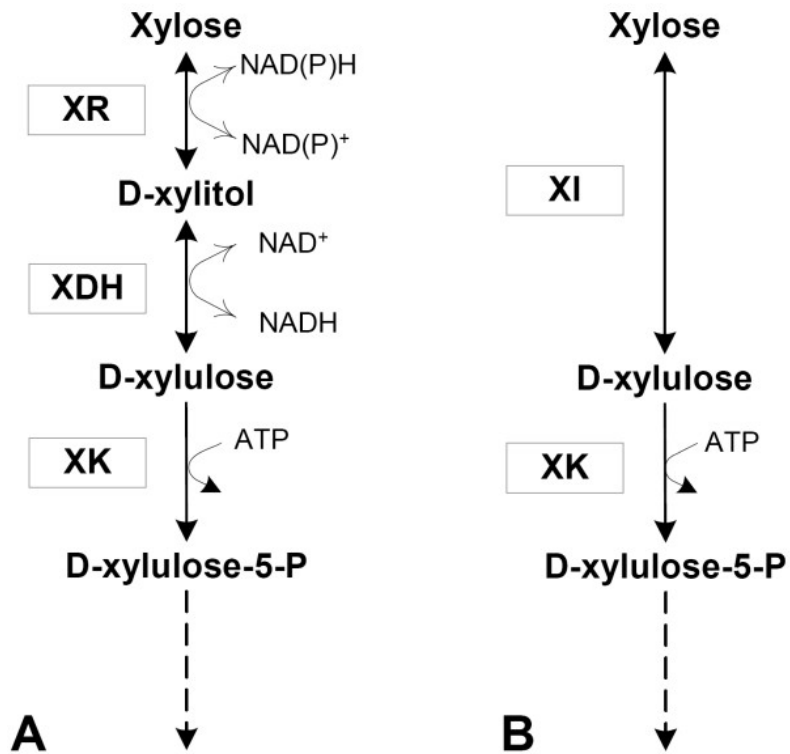 Xylose
NAD(P)H
XR
NAD(P)⁺
D-xylitol
NAD⁺
XDH
NADH
D-xylulose
ATP
XK
D-xylulose-5-P
A
Xylose
XI
D-xylulose
ATP
XK
D-xylulose-5-P
B